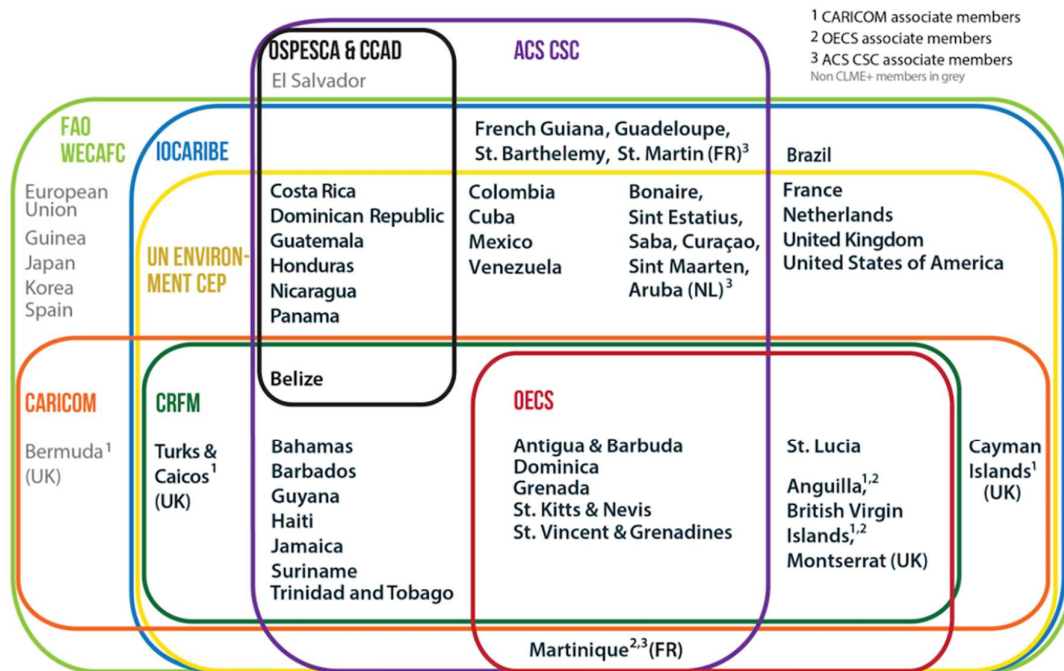 ¹ CARICOM associate members
² OECS associate members
³ ACS CSC associate members
Non CLME+ members in grey
OSPESCA & CCAD
El Salvador
ACS CSC
FAO
WECAFC
European
Union
Guinea
Japan
Korea
Spain
IOCARIBE
French Guiana, Guadeloupe,
St. Barthelemy, St. Martin (FR)³
Brazil
UN ENVIRON-
MENT CEP
Costa Rica
Dominican Republic
Guatemala
Honduras
Nicaragua
Panama
Colombia
Cuba
Mexico
Venezuela
Bonaire,
Sint Estatius,
Saba, Curaçao,
Sint Maarten,
Aruba (NL)³
France
Netherlands
United Kingdom
United States of America
CARICOM
Bermuda¹
(UK)
CRFM
Turks &
Caicos¹
(UK)
Belize
Bahamas
Barbados
Guyana
Haiti
Jamaica
Suriname
Trinidad and Tobago
OECS
Antigua & Barbuda
Dominica
Grenada
St. Kitts & Nevis
St. Vincent & Grenadines
St. Lucia
Anguilla,¹,²
British Virgin
Islands,¹,²
Montserrat (UK)
Cayman
Islands¹
(UK)
Martinique²,³ (FR)